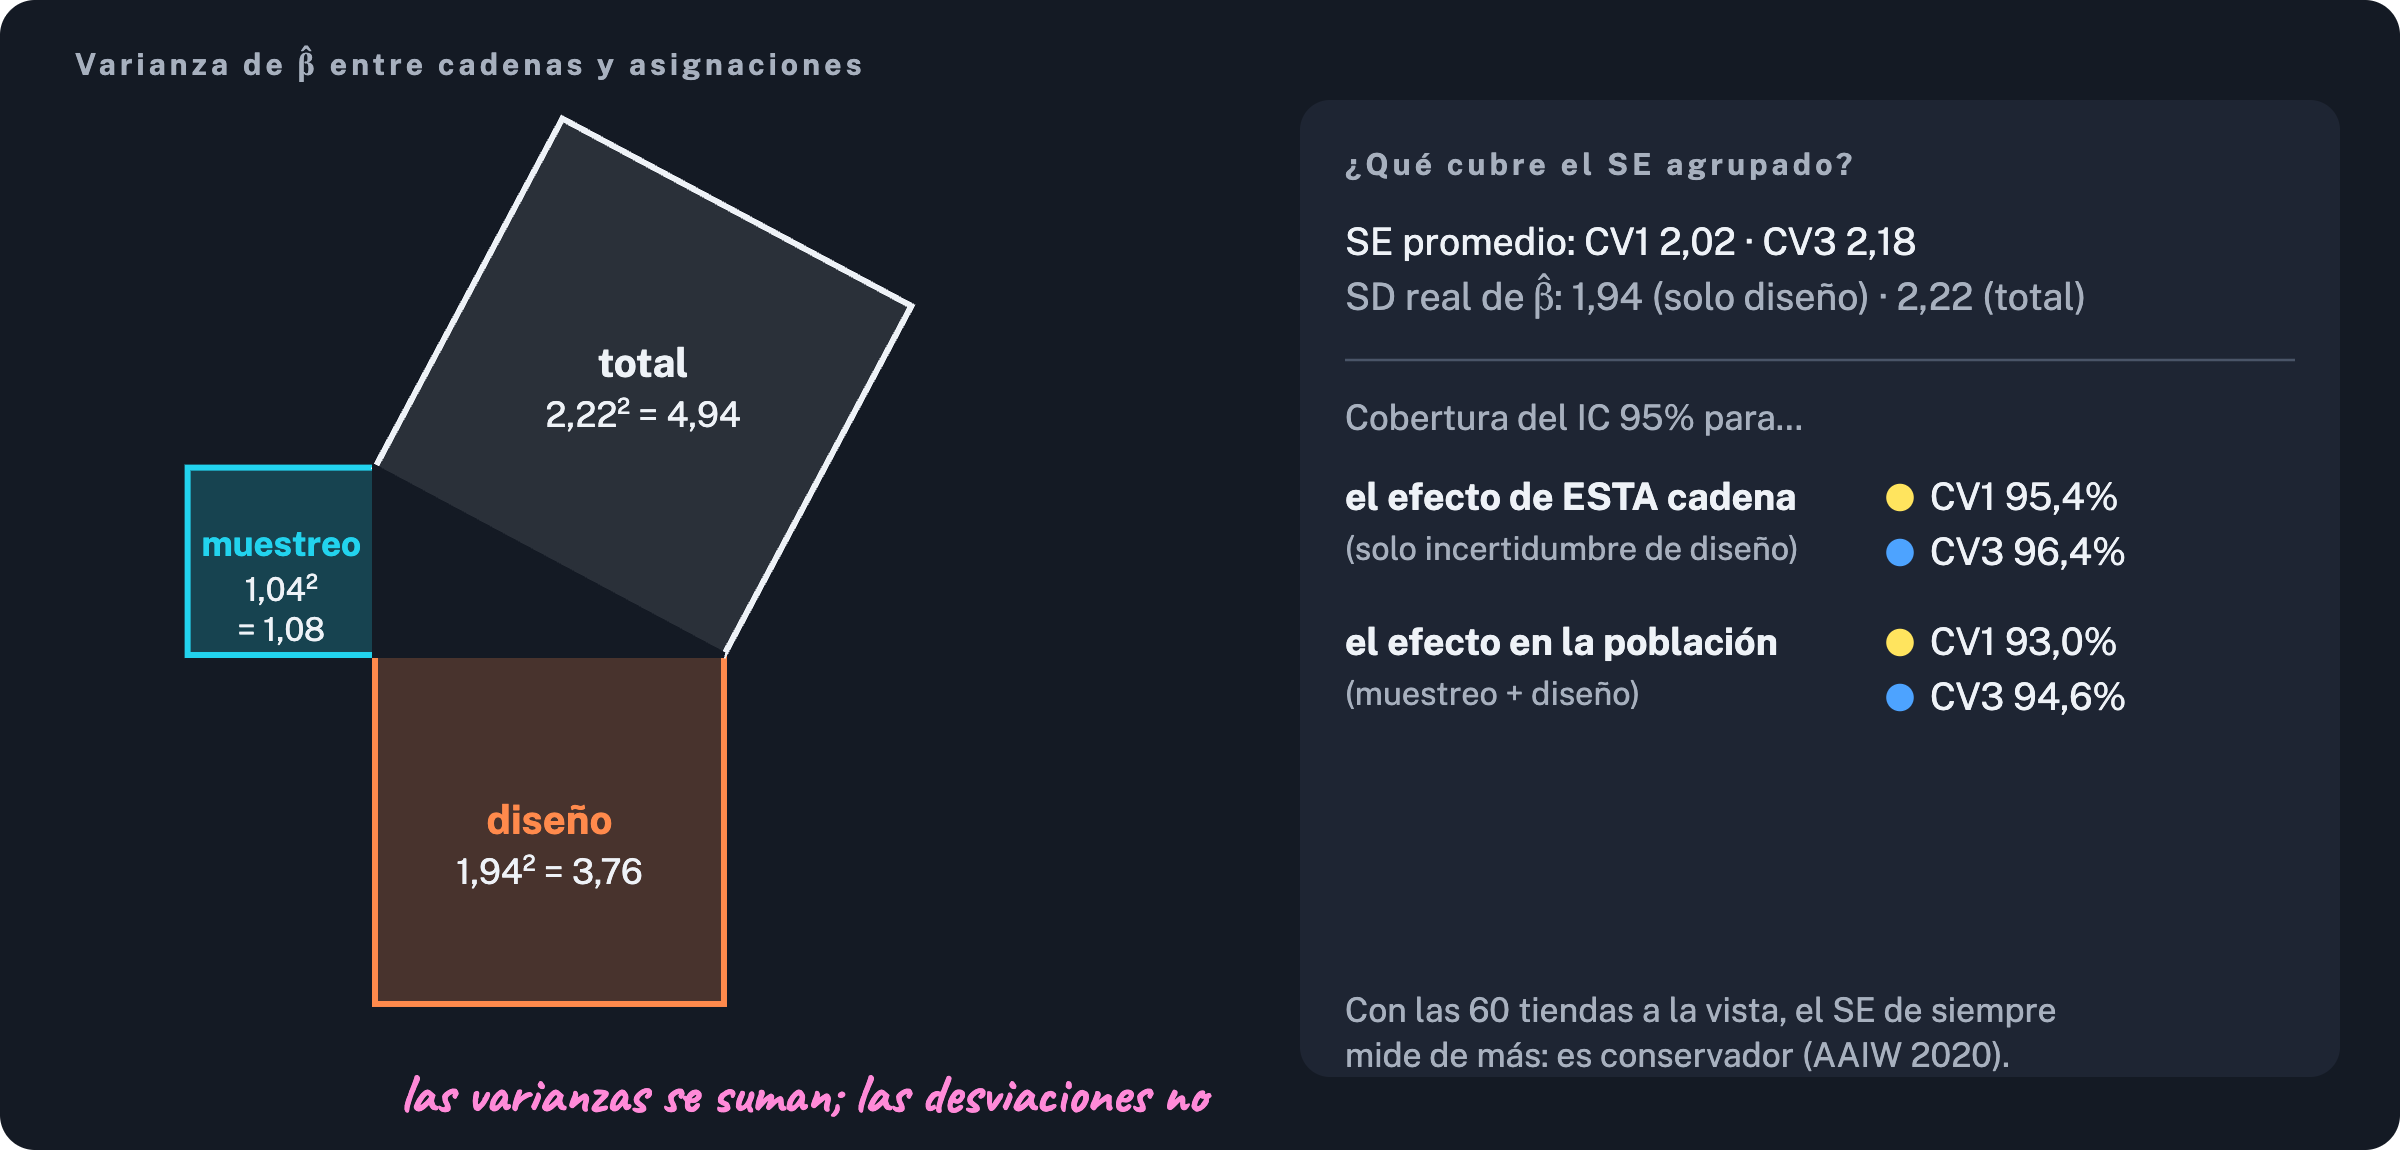 Varianza de β̂ entre cadenas y asignaciones
total
2,22² = 4,94
muestreo
1,04²
= 1,08
diseño
1,94² = 3,76
las varianzas se suman; las desviaciones no
¿Qué cubre el SE agrupado?
SE promedio: CV1 2,02 · CV3 2,18
SD real de β̂: 1,94 (solo diseño) · 2,22 (total)
Cobertura del IC 95% para...
el efecto de ESTA cadena
CV1 95,4%
(solo incertidumbre de diseño)
CV3 96,4%
el efecto en la población
CV1 93,0%
(muestreo + diseño)
CV3 94,6%
Con las 60 tiendas a la vista, el SE de siempre
mide de más: es conservador (AAIW 2020).